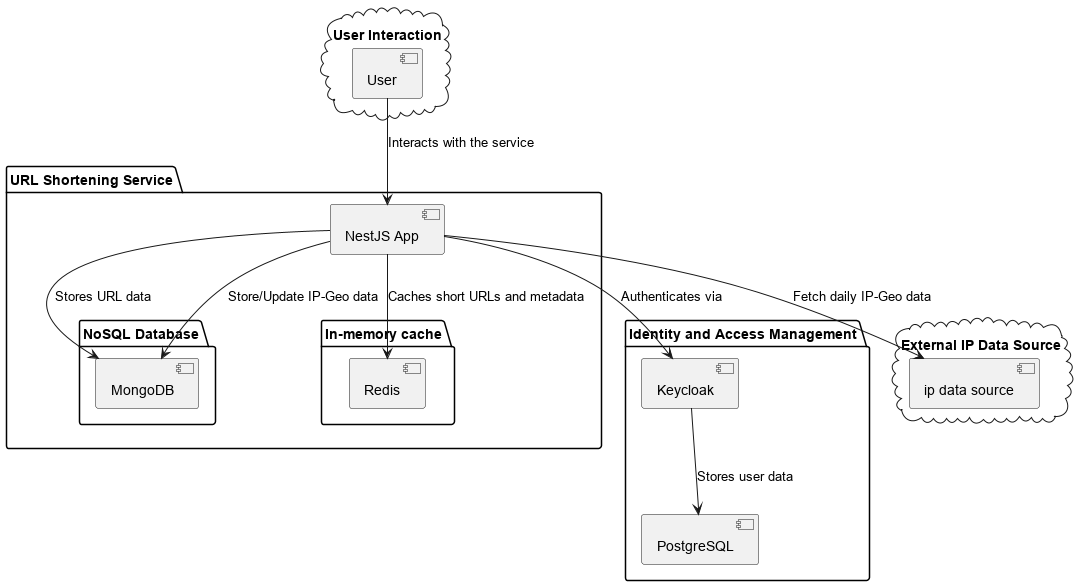 User Interaction
User
Interacts with the service
URL Shortening Service
NestJS App
Stores URL data
Store/Update IP-Geo data
Caches short URLs and metadata
Authenticates via
Fetch daily IP-Geo data
NoSQL Database
In-memory cache
Identity and Access Management
External IP Data Source
MongoDB
Redis
Keycloak
ip data source
Stores user data
PostgreSQL